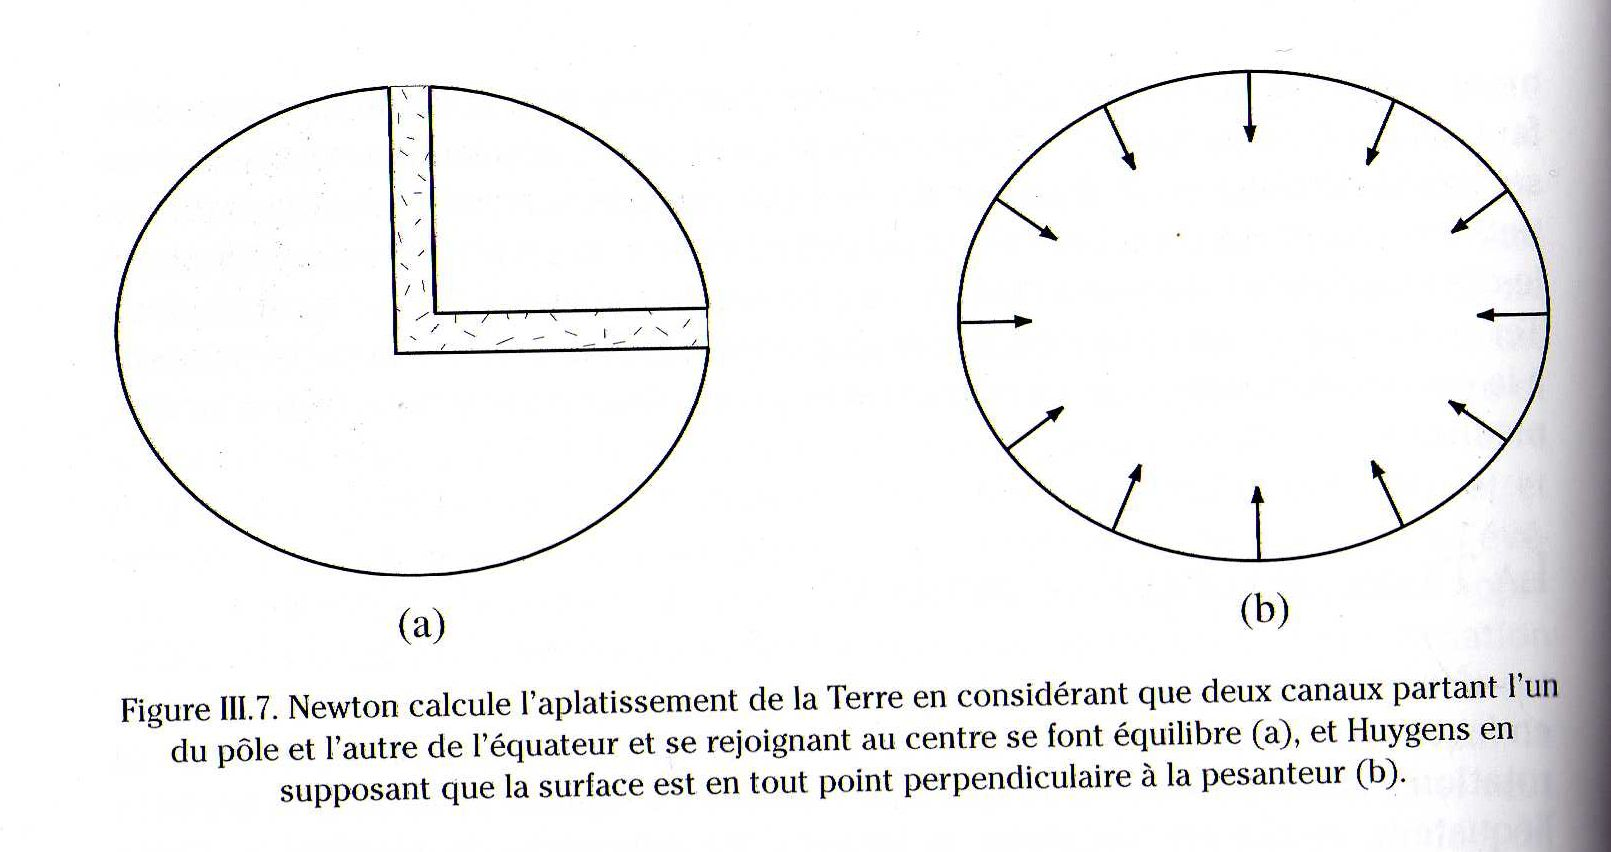 (a)
(b)
Figure III.7. Newton calcule l'aplatissement de la Terre en considérant que deux canaux partant l'un
du pôle et l'autre de l'équateur et se rejoignant au centre se font équilibre (a), et Huygens en
supposant que la surface est en tout point perpendiculaire à la pesanteur (b).